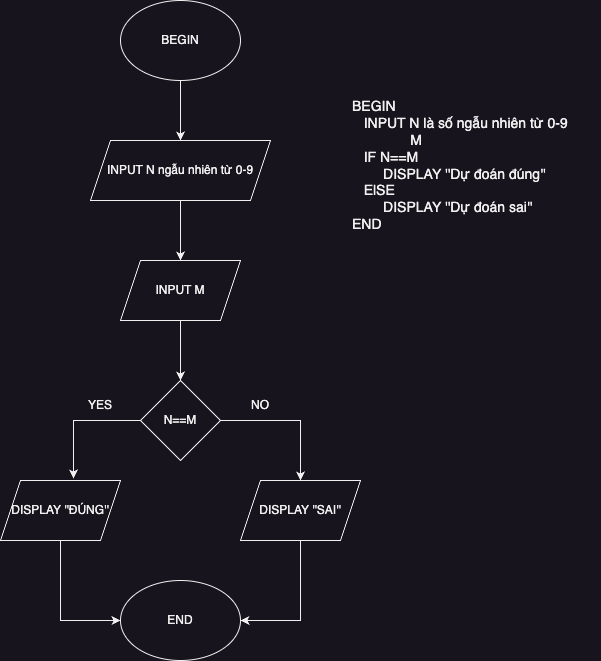 BEGIN
INPUT N ngẫu nhiên từ 0-9
INPUT M
YES
NO
N==M
DISPLAY "ĐÚNG"
DISPLAY "SAI"
END
BEGIN
INPUT N là số ngẫu nhiên từ 0-9
M
IF N==M
DISPLAY "Dự đoán đúng"
ElSE
DISPLAY "Dự đoán sai"
END